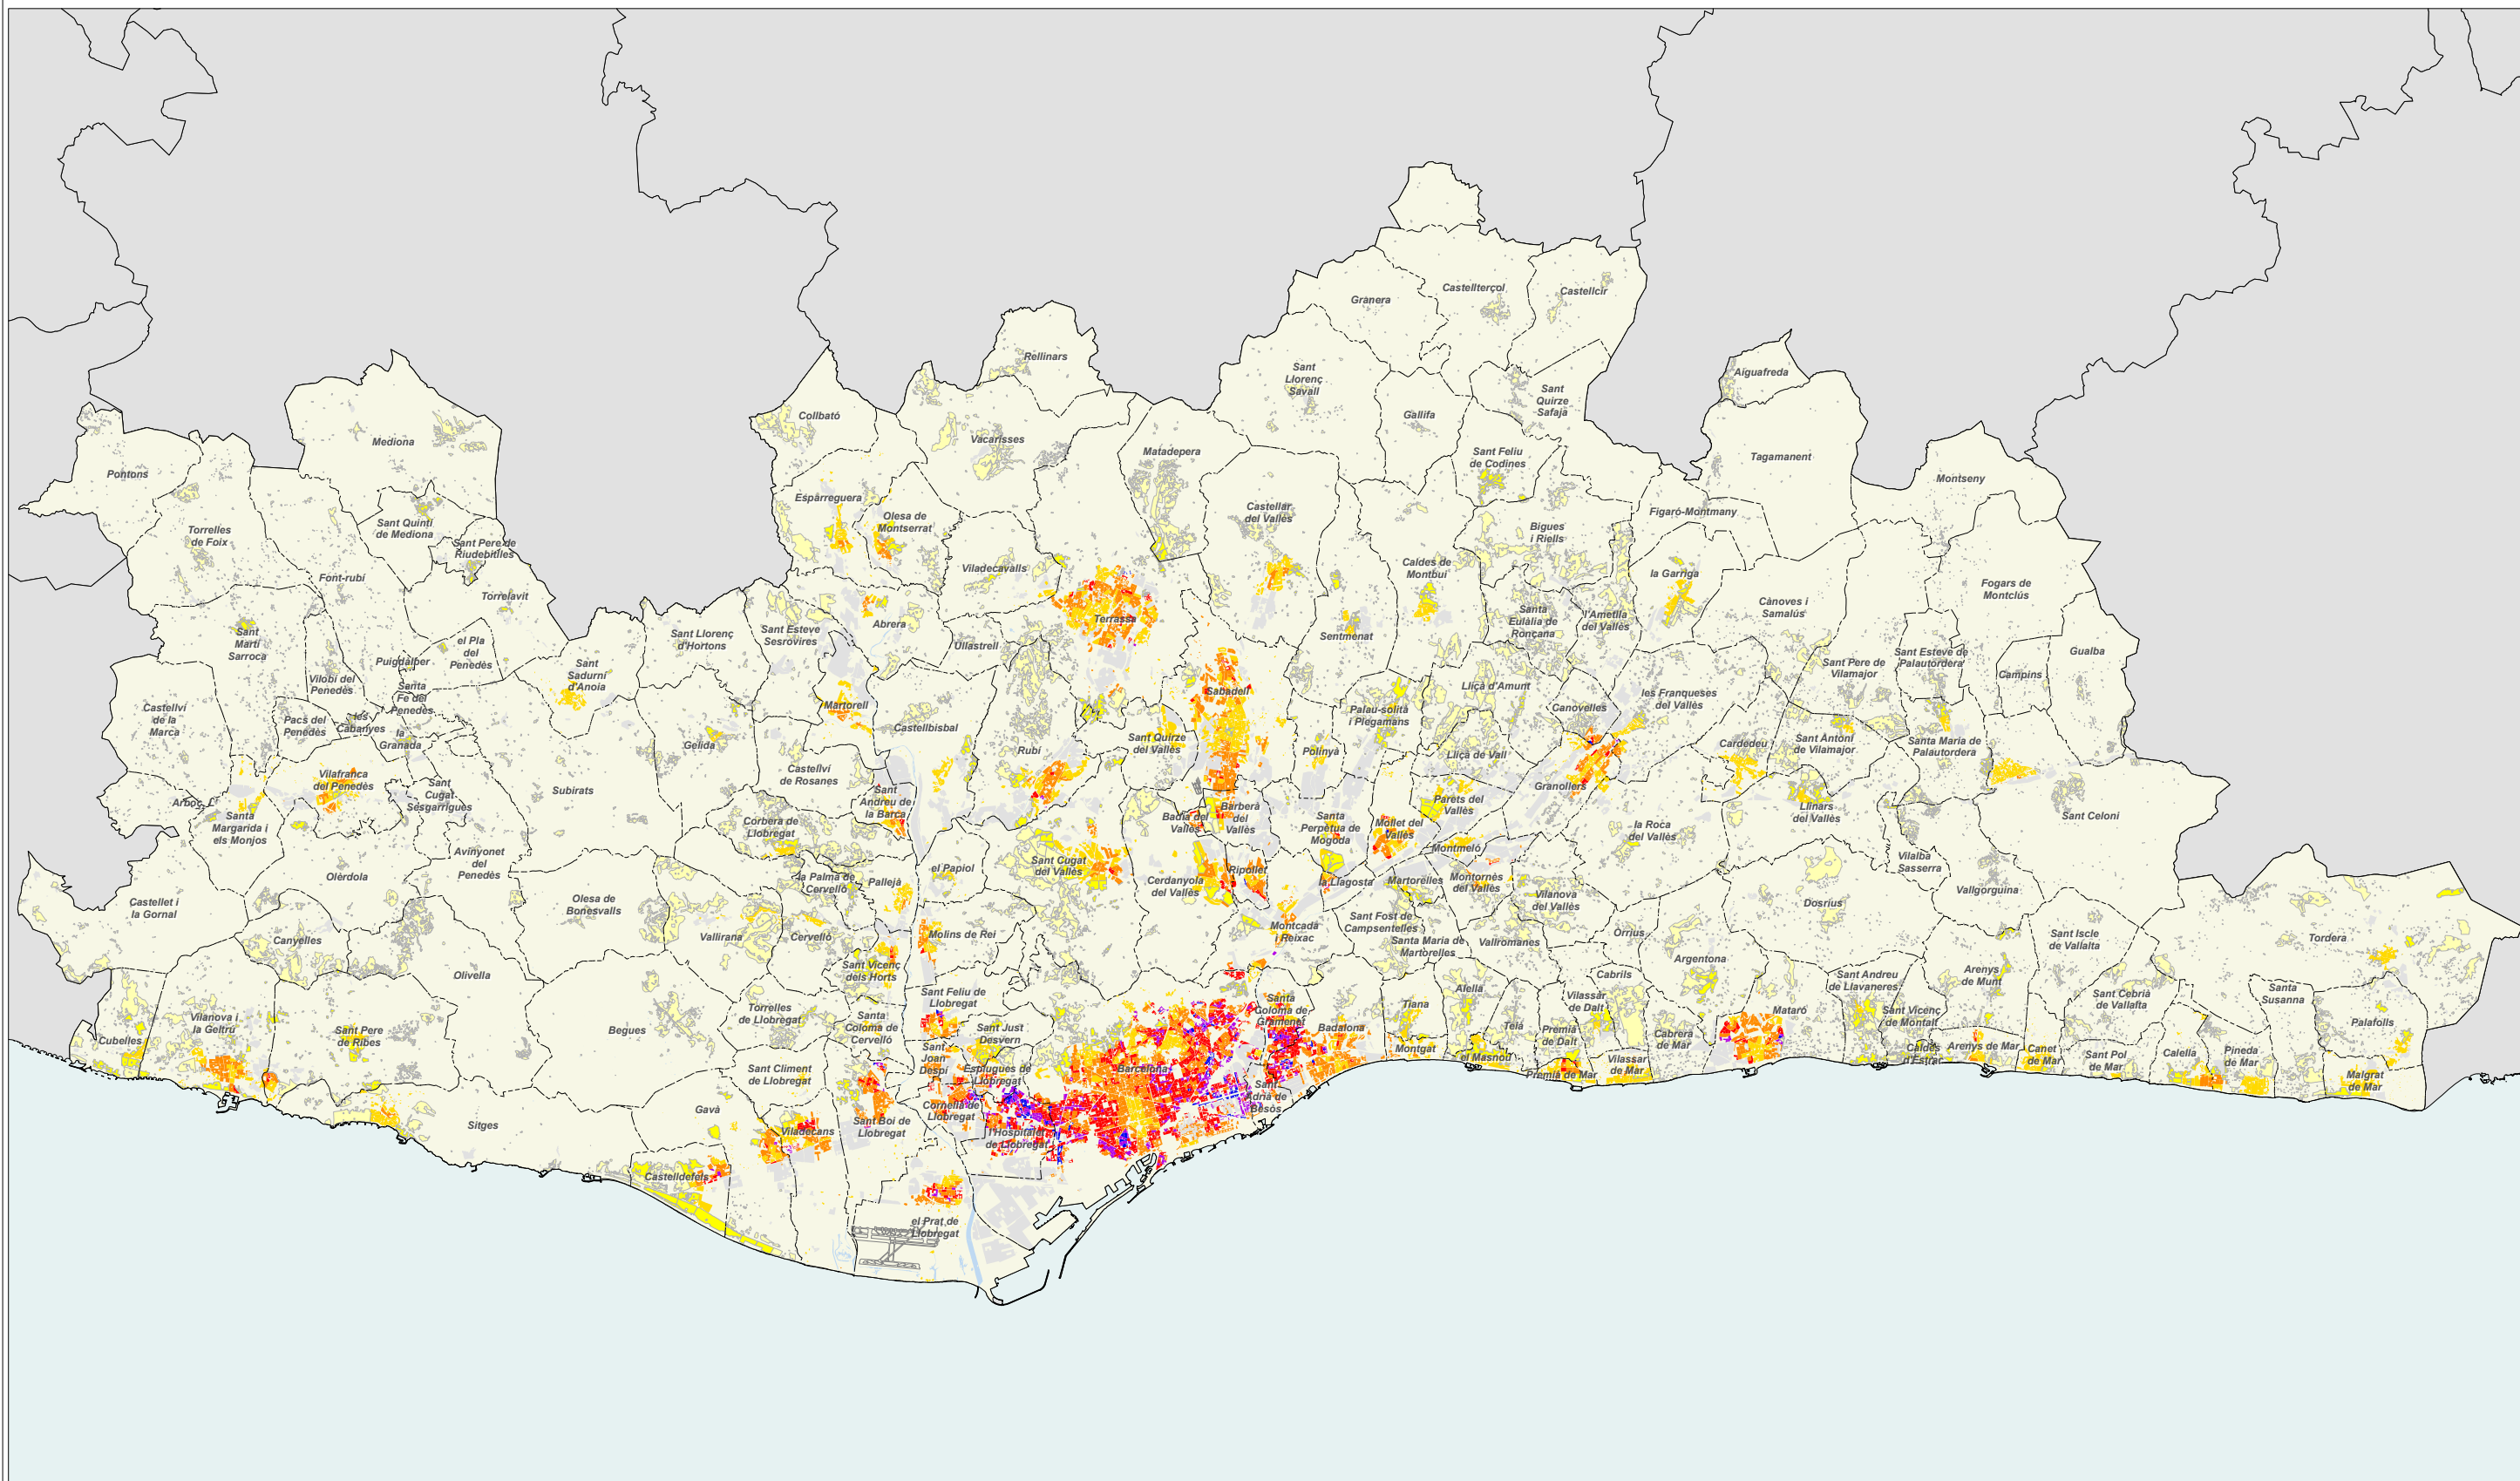 Granera
Castellterçol
Castellcir
Rellinars
Sant
Llorenç
Savall
Aiguafreda
Sant
Quirze
Safaja
Collbató
Gallifa
Mediona
Vacarisses
Matadepera
Sant Feliu
de Codines
Tagamanent
Pontons
Montseny
Esparreguera
Olesa de
Montserrat
Castellar
del Vallès
Figaró-Montmany
Torrelles
de Foix
Sant Quintí
de Mediona
Sant Pere de
Riudebitlles
Bigues
i Riells
Font-rubí
Viladecavalls
Caldes de
Montbui
la Garriga
Fogars de
Montclús
Torrelavit
Cànoves i
Samalús
Sant
Martí
Sarroca
el Pla
del
Penedès
Sant Llorenç
d'Hortons
Sant Esteve
Sesrovires
Abrera
Terrassa
Ullastrell
Sentmenat
Santa
Eulàlia de
Ronçana
l'Ametlla
del Vallès
Puigdàlber
Sant
Sadurní
d'Anoia
Sant Pere de
Vilamajor
Sant Esteve de
Palautordera
Campins
Gualba
Vilobí del
Penedès
Santa
Fe del
Penedès
Castellví
de la
Marca
Pacs del
Penedès
les
Cabanyes
la
Granada
Gelida
Martorell
Castellbisbal
Rubí
Sabadell
Sant Quirze
del Vallès
Polinyà
Palau-solità
i Plegamans
Lliçà d'Amunt
Lliçà de Vall
Canovelles
les Franqueses
del Vallès
Cardedeu
Sant Antoni
de Vilamajor
Santa Maria de
Palautordera
Vilafranca
del Penedès
Sant
Cugat
Sesgarrigues
Subirats
Castellví
de Rosanes
Granollers
Arboç, L'
Santa
Margarida i
els Monjos
Sant
Andreu de
la Barca
Corbera de
Llobregat
Badia del
Vallès
Barberà
del
Vallès
Santa
Perpètua de
Mogoda
Mollet del
Vallès
Parets del
Vallès
Montmeló
la Roca
del Vallès
Llinars
del Vallès
Sant Celoni
Avinyonet
del
Penedès
Olèrdola
la Palma de
Cervelló
Pallejà
el Papiol
Sant Cugat
del Vallès
Cerdanyola
del Vallès
Ripollet
la Llagosta
Martorelles
Montornès
del Vallès
Vilanova
del Vallès
Vilalba
Sasserra
Vallgorguina
Castellet i
la Gornal
Olesa de
Bonesvalls
Vallirana
Cervelló
Molins de Rei
Montcada
i Reixac
Sant Fost de
Campsentelles
Santa Maria de
Martorelles
Vallromanes
Orrius
Dosrius
Sant Iscle
de Vallalta
Tordera
Canyelles
Olivella
Sant Vicenç
dels Horts
Argentona
Cabrils
Sant Andreu
de Llavaneres
Arenys
de Munt
Sant Cebrià
de Vallalta
Santa
Susanna
Palafolls
Vilanova i
la Geltrú
Cubelles
Sant Pere
de Ribes
Begues
Torrelles
de Llobregat
Santa
Coloma de
Cervelló
Sant Feliu de
Llobregat
Sant Just
Desvern
Santa
Coloma de
Gramenet
Badalona
Tiana
Alella
Teià
Montgat
el Masnou
Premià
de Dalt
Vilassar
de Dalt
Premià de Mar
Vilassar
de Mar
Cabrera
de Mar
Mataró
Sant Vicenç
de Montalt
Caldes
d'Estrac
Arenys de Mar
Canet
de Mar
Sant Pol
de Mar
Calella
Pineda
de Mar
Malgrat
de Mar
Sant
Joan
Despí
Esplugues de
Llobregat
Barcelona
Sant
Adrià de
Besòs
Sant Climent
de Llobregat
Gavà
Sitges
Viladecans
Sant Boi de
Llobregat
Cornellà de
Llobregat
l'Hospitalet
de Llobregat
Castelldefels
el Prat de
Llobregat